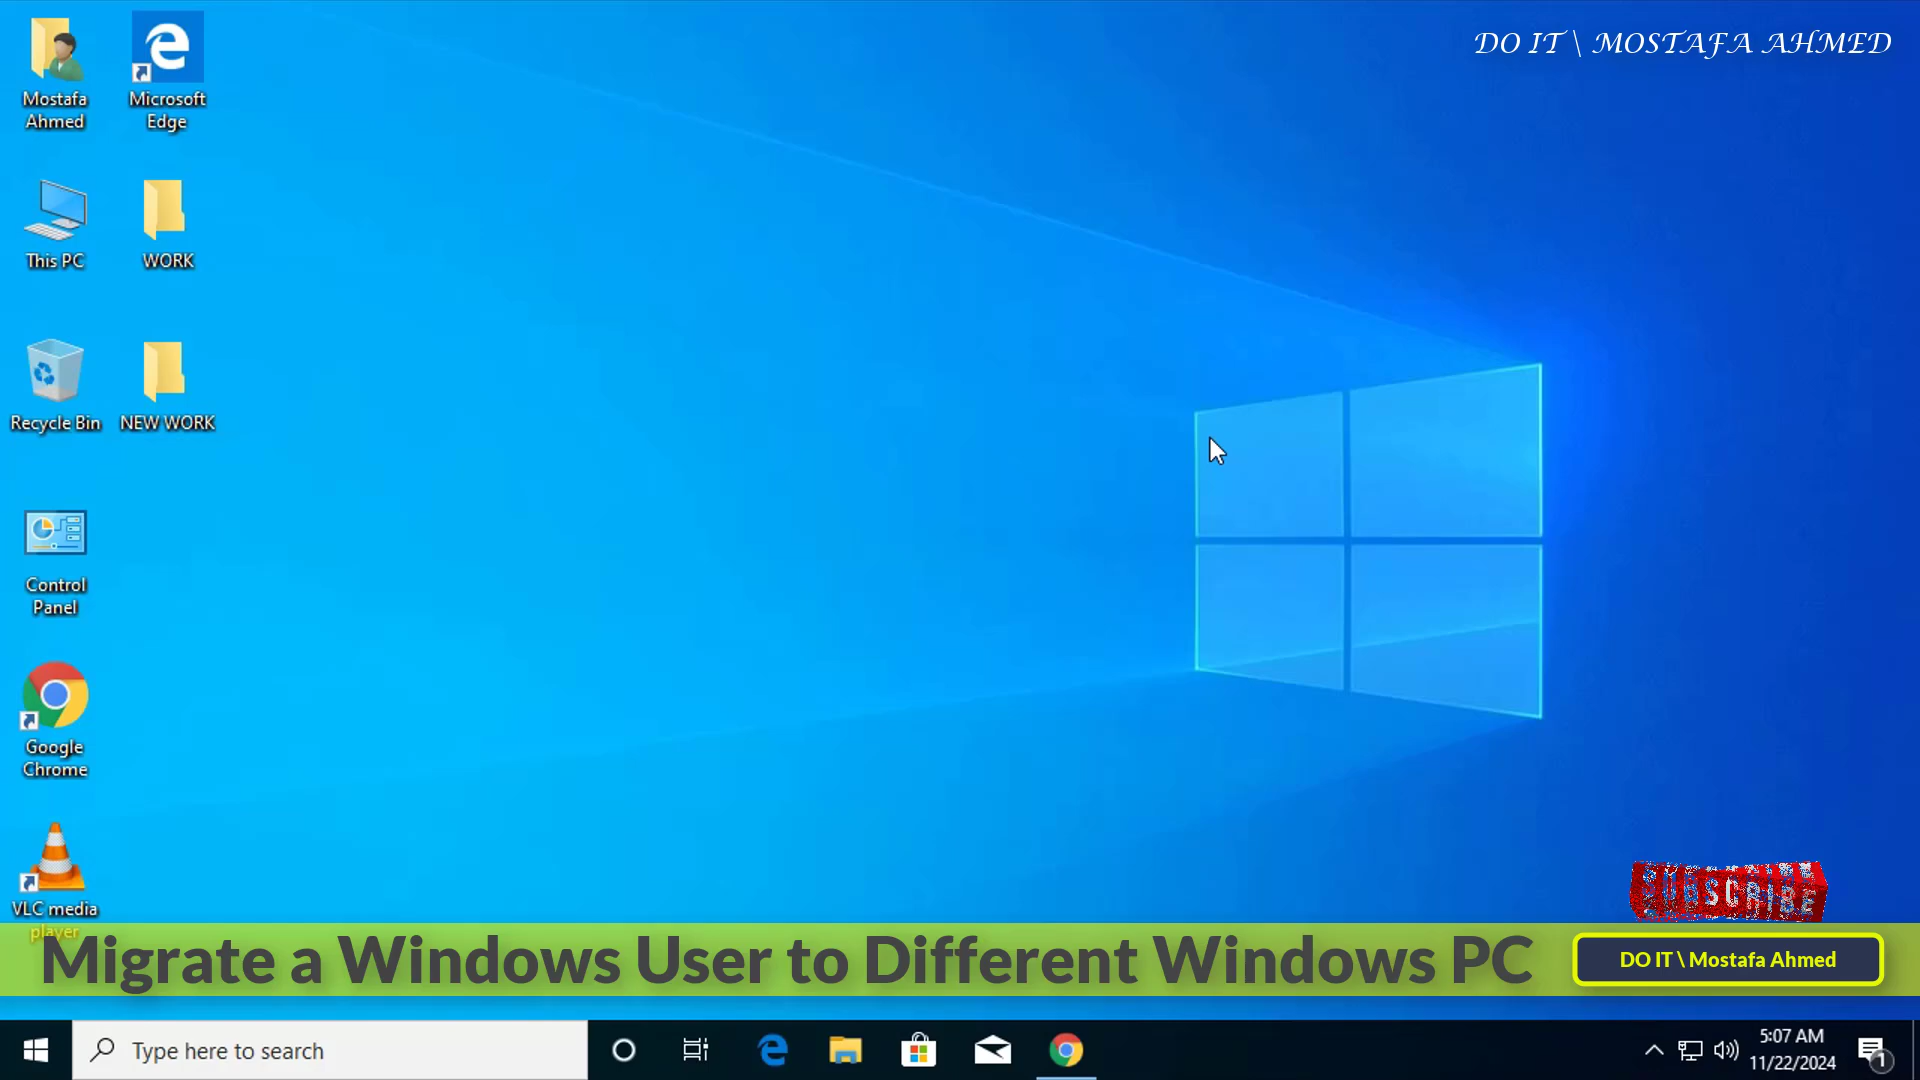 DO IT \ MOSTAFA AHMED
Mostafa
Ahmed
Microsoft
Edge
This PC
WORK
Recycle Bin
NEW WORK
Control
Panel
Google
Chrome
VLC media
player
SUBSCRIBE
Migrate a Windows User to Different Windows PC
DO IT \ Mostafa Ahmed
Type here to search
5:07 AM
11/22/2024
1